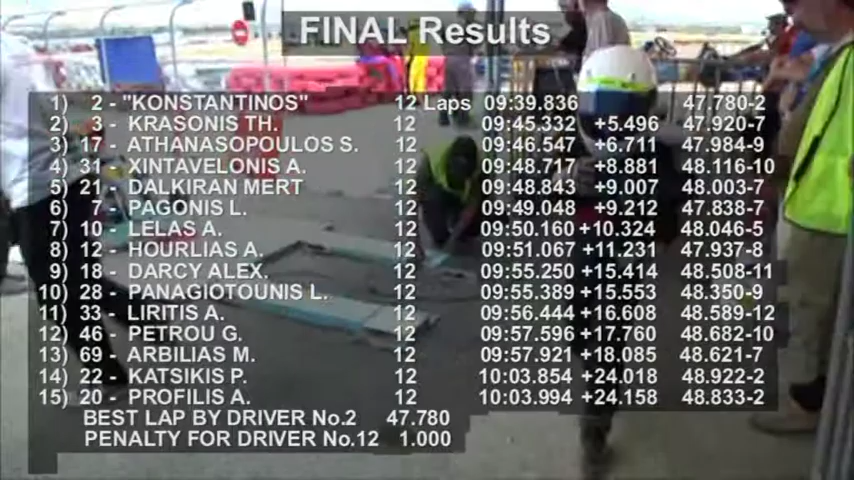 FINAL Results
1) 2 - "KONSTANTINOS" 12 Laps 09:39.836 47.780-2
2) 3 - KRASONIS TH. 12 09:45.332 +5.496 47.920-7
3) 17 - ATHANASOPOULOS S. 12 09:46.547 +6.711 47.984-9
4) 31 - XINTAVELONIS A. 12 09:48.717 +8.881 48.116-10
5) 21 - DALKIRAN MERT 12 09:48.843 +9.007 48.003-7
6) 7 - PAGONIS L. 12 09:49.048 +9.212 47.838-7
7) 10 - LELAS A. 12 09:50.160 +10.324 48.046-5
8) 12 - HOURLIAS A. 12 09:51.067 +11.231 47.937-8
9) 18 - DARCY ALEX. 12 09:55.250 +15.414 48.508-11
10) 28 - PANAGIOTOUNIS L. 12 09:55.389 +15.553 48.350-9
11) 33 - LIRITIS A. 12 09:56.444 +16.608 48.589-12
12) 46 - PETROU G. 12 09:57.596 +17.760 48.682-10
13) 69 - ARBILIAS M. 12 09:57.921 +18.085 48.621-7
14) 22 - KATSIKIS P. 12 10:03.854 +24.018 48.922-2
15) 20 - PROFILIS A. 12 10:03.994 +24.158 48.833-2
BEST LAP BY DRIVER No.2 47.780
PENALTY FOR DRIVER No.12 1.000